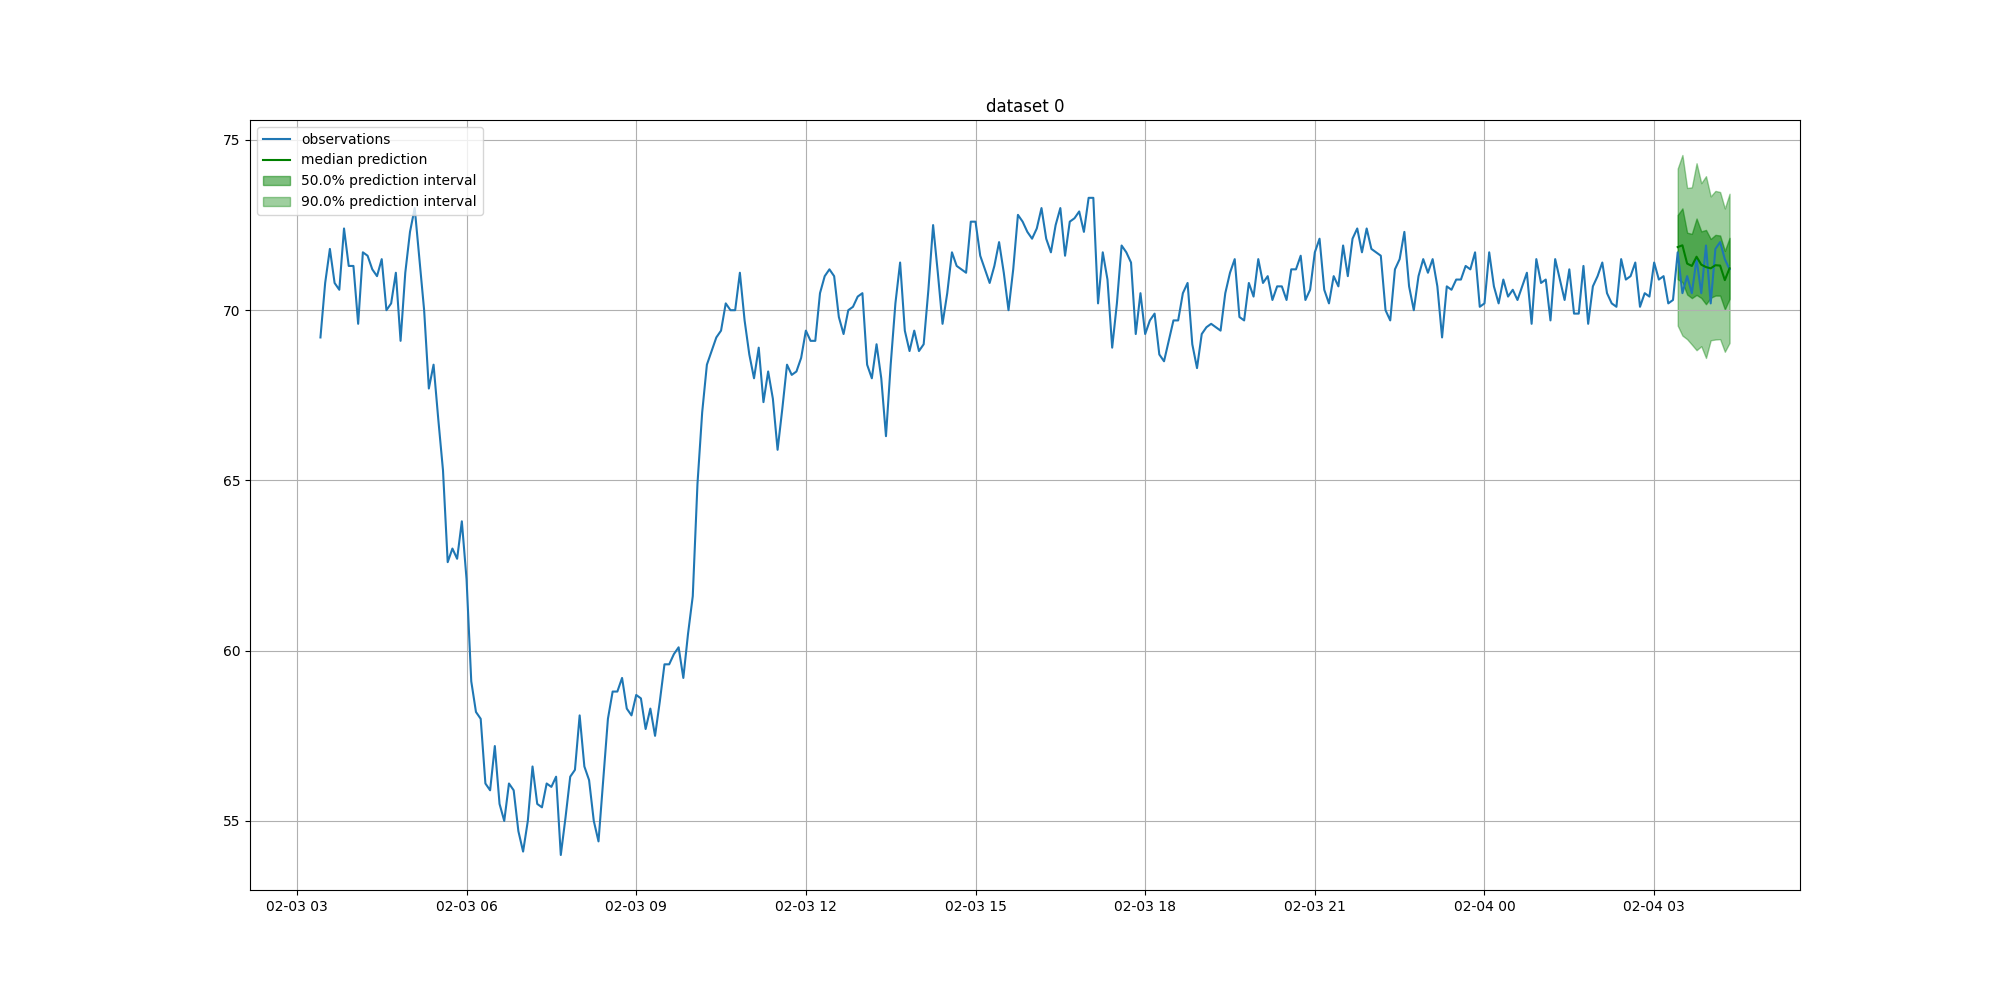 dataset 0
observations
median prediction
50.0% prediction interval
90.0% prediction interval
75
70
65
60
55
02-03 03
02-03 06
02-03 09
02-03 12
02-03 15
02-03 18
02-03 21
02-04 00
02-04 03